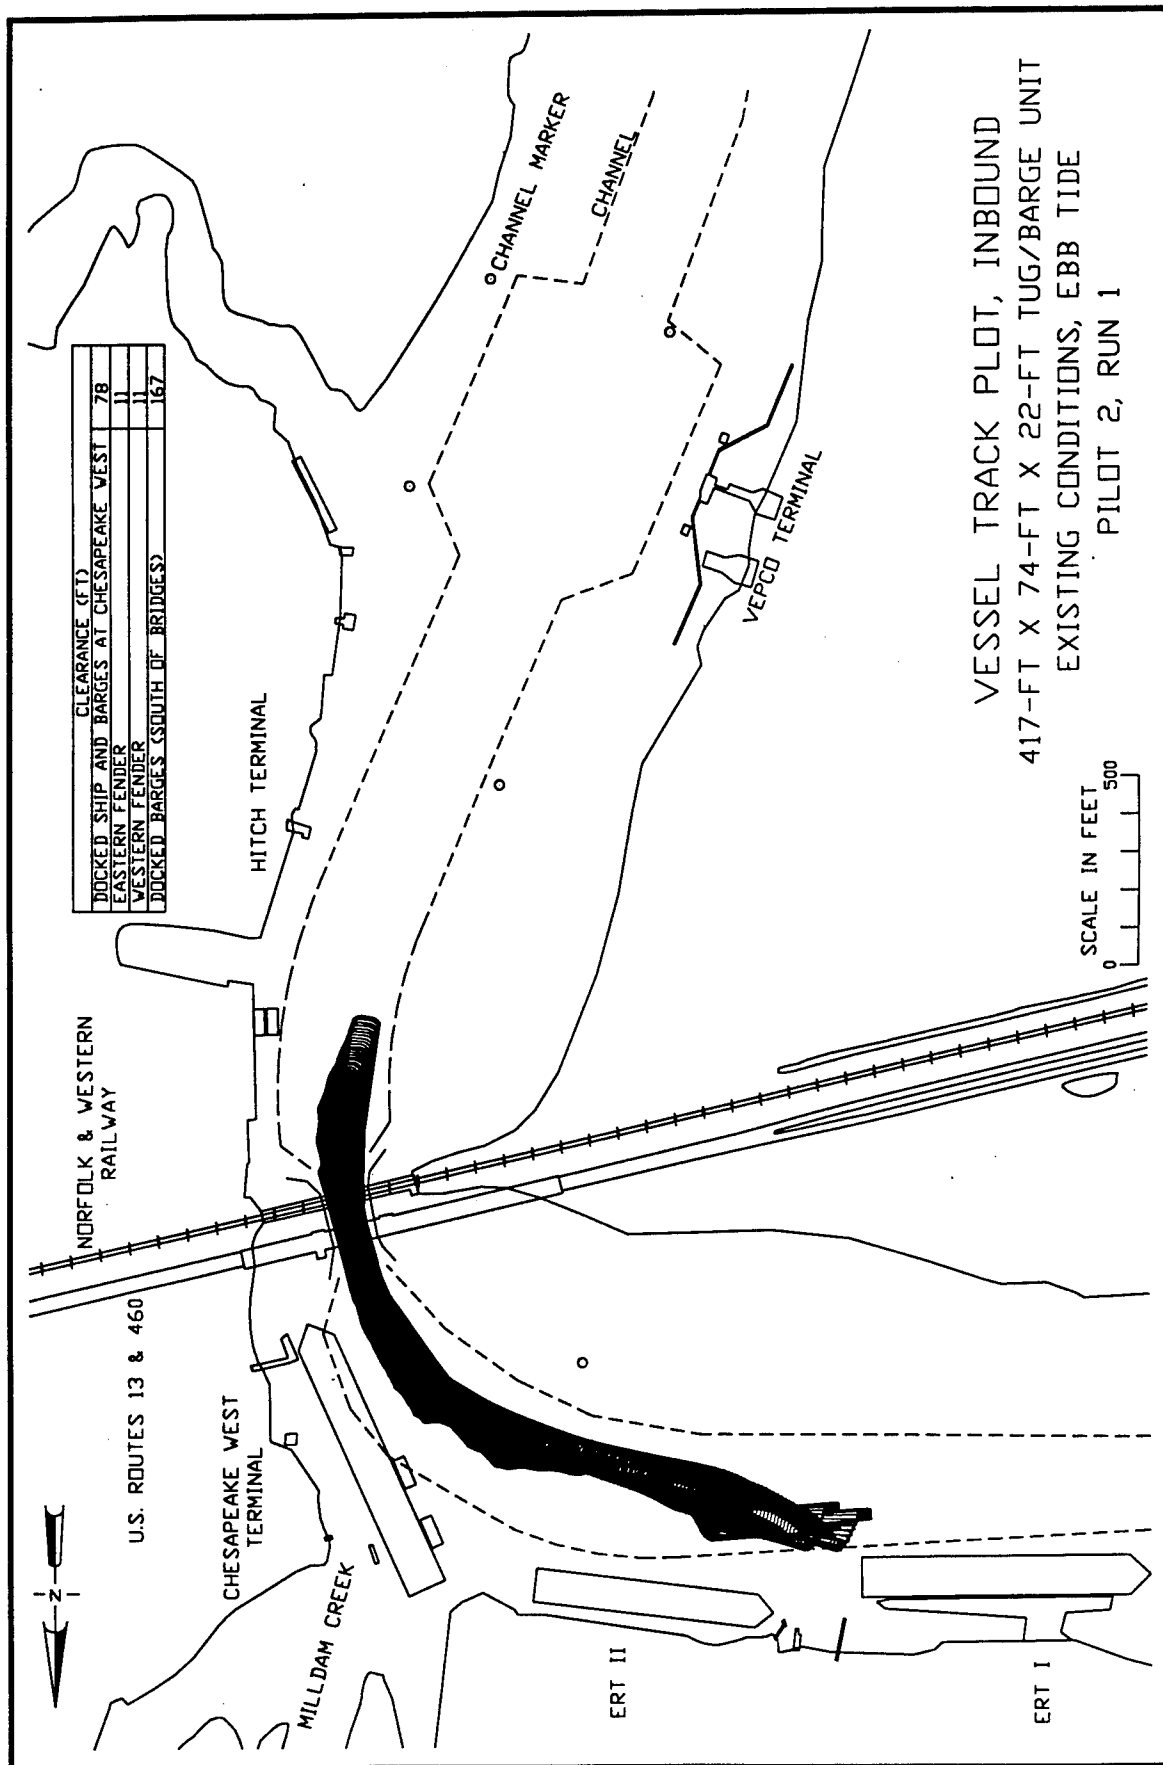 CLEARANCE (FT)
DOCKED SHIP AND BARGES AT CHESAPEAKE WEST 78
EASTERN FENDER 11
WESTERN FENDER 11
DOCKED BARGES (SOUTH OF BRIDGES) 167
N
U.S. ROUTES 13 & 460
NORFOLK & WESTERN
RAILWAY
HITCH TERMINAL
CHANNEL MARKER
CHANNEL
CHESAPEAKE WEST
TERMINAL
MILLDAM CREEK
ERT II
ERT I
VEPCO TERMINAL
SCALE IN FEET
0 500
VESSEL TRACK PLOT, INBOUND
417-FT X 74-FT X 22-FT TUG/BARGE UNIT
EXISTING CONDITIONS, EBB TIDE
PILOT 2, RUN 1